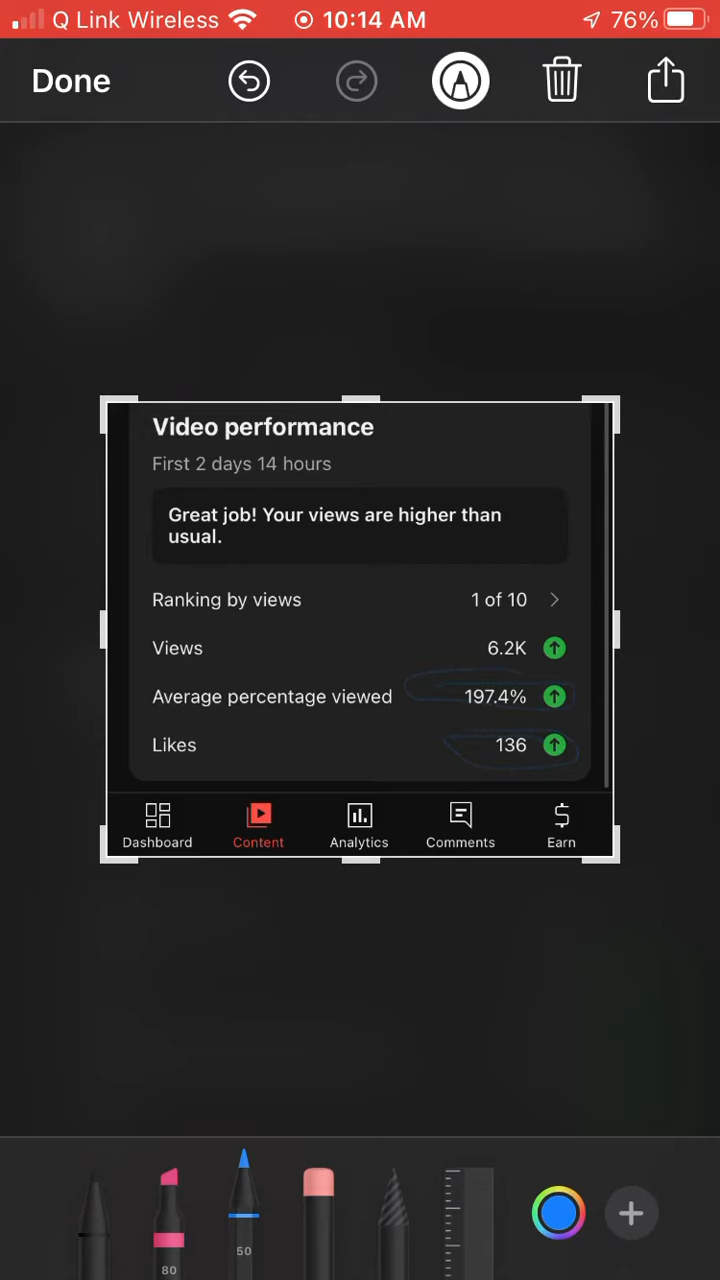 Q Link Wireless 10:14 AM 76%
Done
Video performance
First 2 days 14 hours
Great job! Your views are higher than
usual.
Ranking by views 1 of 10
Views 6.2K
Average percentage viewed 197.4%
Likes 136
Dashboard Content Analytics Comments Earn
50
80